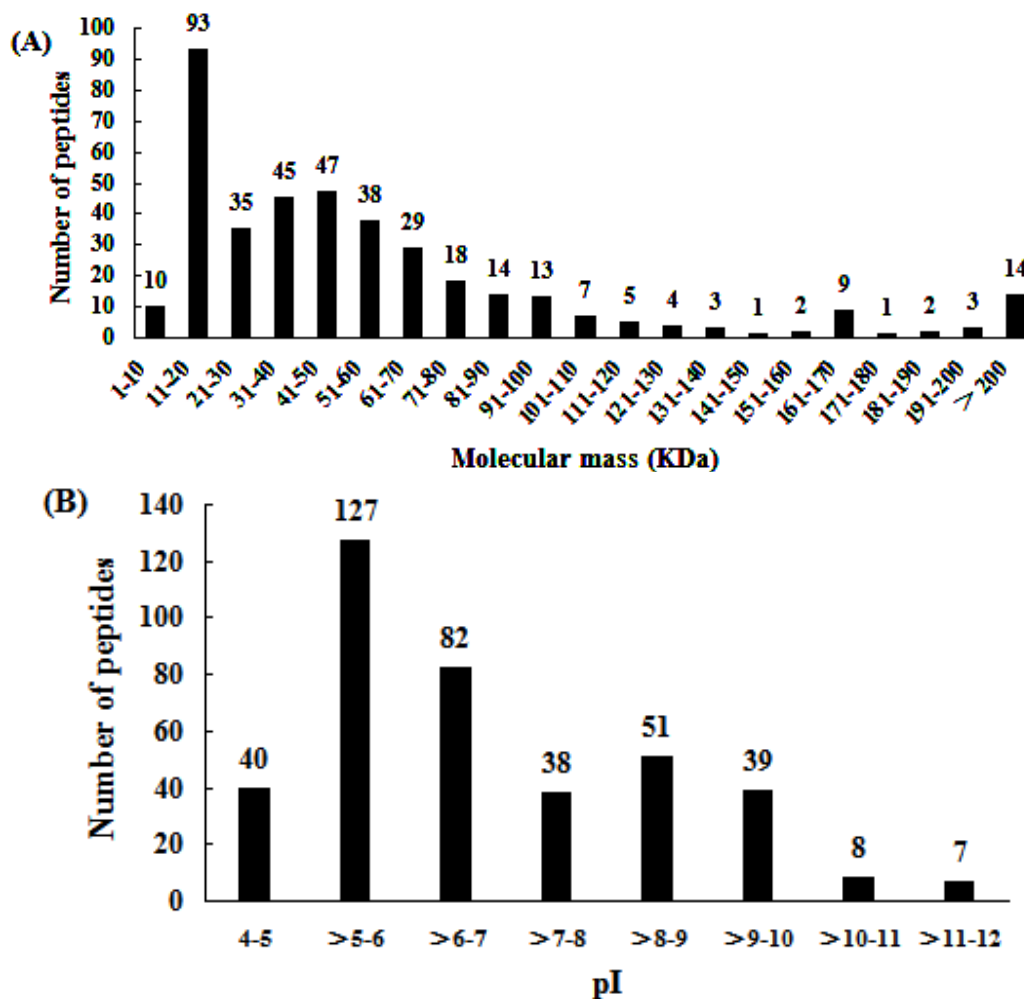 (A)
Number of peptides
100
90
80
70
60
50
40
30
20
10
0
10 93 35 45 47 38 29 18 14 13 7 5 4 3 1 2 9 1 2 3 14
1-10 11-20 21-30 31-40 41-50 51-60 61-70 71-80 81-90 91-100 101-110 111-120 121-130 131-140 141-150 151-160 161-170 171-180 181-190 191-200 > 200
Molecular mass (KDa)
(B)
Number of peptides
140
120
100
80
60
40
20
0
40 127 82 38 51 39 8 7
4-5 >5-6 >6-7 >7-8 >8-9 >9-10 >10-11 >11-12
pI